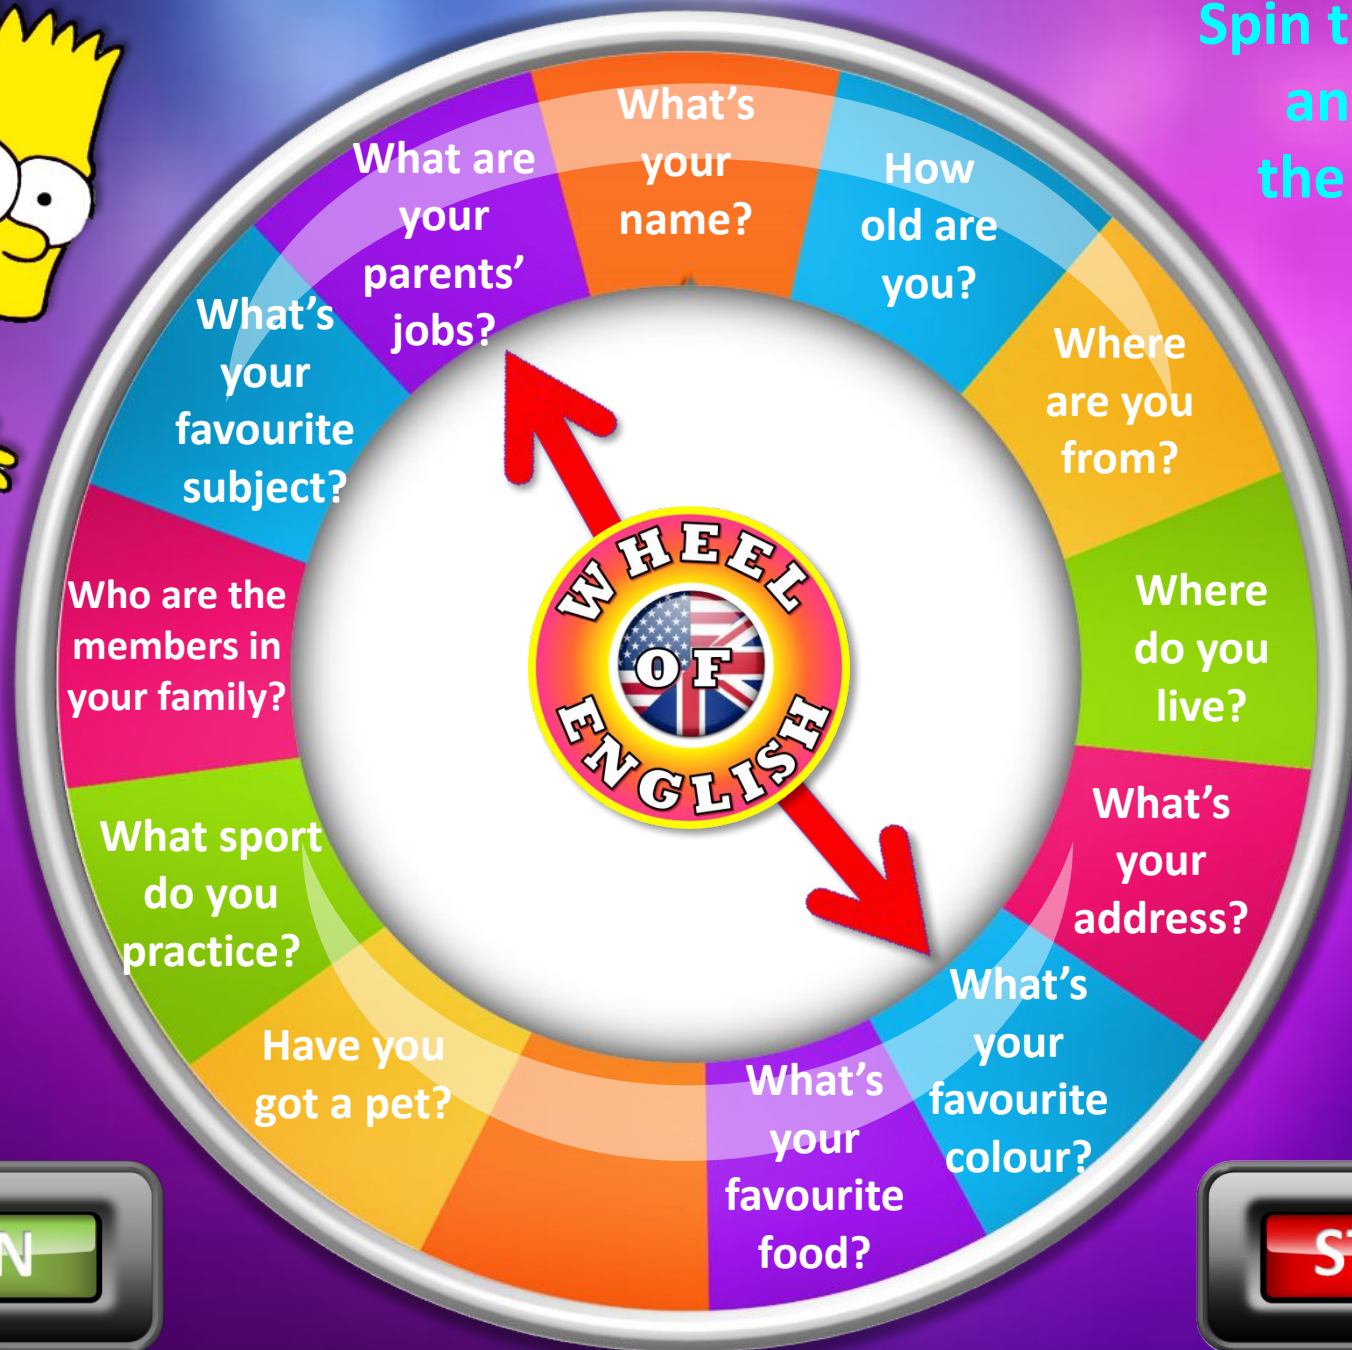 Spin t
an
the
What's
your
name?
How
old are
you?
Where
are you
from?
Where
do you
live?
What's
your
address?
What's
your
favourite
colour?
What's
your
favourite
food?
Have you
got a pet?
What sport
do you
practice?
Who are the
members in
your family?
What's
your
favourite
subject?
What are
your
parents'
jobs?
WHEEL
OF
ENGLISH
N
ST